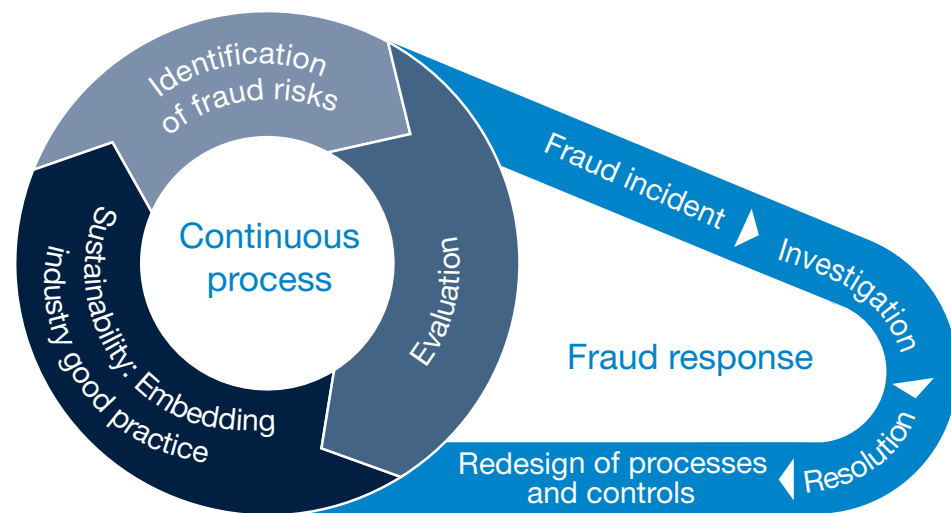 Identification
of fraud risks
Evaluation
Sustainability: Embedding
industry good practice
Continuous
process
Fraud incident
Investigation
Resolution
Redesign of processes
and controls
Fraud response